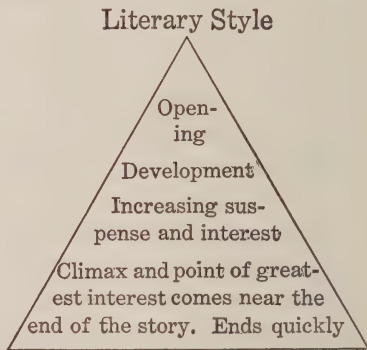 Literary Style
Open-
ing
Development
Increasing sus-
pense and interest
Climax and point of great-
est interest comes near the
end of the story. Ends quickly